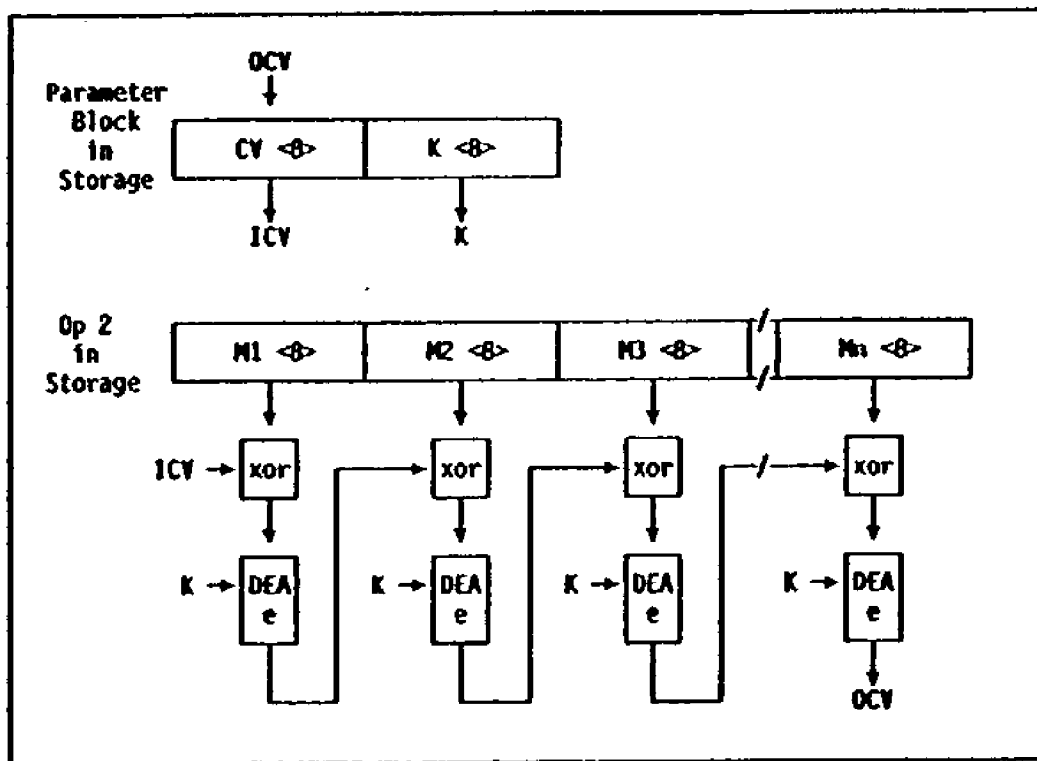 OCV
Parameter
Block
in
Storage
CV <8> K <8>
ICV K
Op 2
in
Storage
M1 <8> M2 <8> M3 <8> / Mn <8>
/
ICV xor xor xor / xor
K DEA K DEA K DEA K DEA
e e e e
OCV